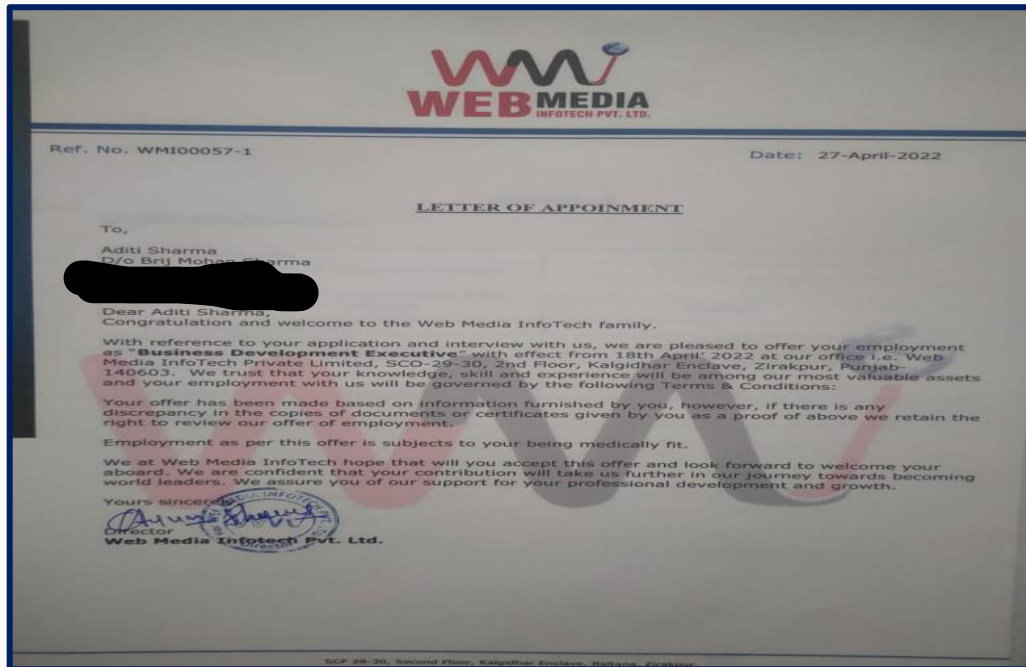 WMI
WEB MEDIA
INFOTECH PVT. LTD.
Ref. No. WMI00057-1
Date: 27-April-2022
LETTER OF APPOINMENT
To,
Aditi Sharma
D/o Brij Mohan Sharma
Dear Aditi Sharma,
Congratulation and welcome to the Web Media InfoTech family.
With reference to your application and interview with us, we are pleased to offer your employment
as "Business Development Executive" with effect from 18th April 2022 at our office i.e. Web
Media InfoTech Private Limited, SCO-29-30, 2nd Floor, Kalgidhar Enclave, Zirakpur, Punjab-
140603. We trust that your knowledge, skill and experience will be among our most valuable assets
and your employment with us will be governed by the following Terms & Conditions:
Your offer has been made based on information furnished by you, however, if there is any
discrepancy in the copies of documents or certificates given by you as a proof of above we retain the
right to review our offer of employment.
Employment as per this offer is subjects to your being medically fit.
We at Web Media InfoTech hope that will you accept this offer and look forward to welcome your
aboard. We are confident that your contribution will take us further in our journey towards becoming
world leaders. We assure you of our support for your professional development and growth.
Yours sincerely
Director
Web Media Infotech Pvt. Ltd.
SCF 29-30, Second Floor, Kalgidhar Enclave, Baltana, Zirakpur